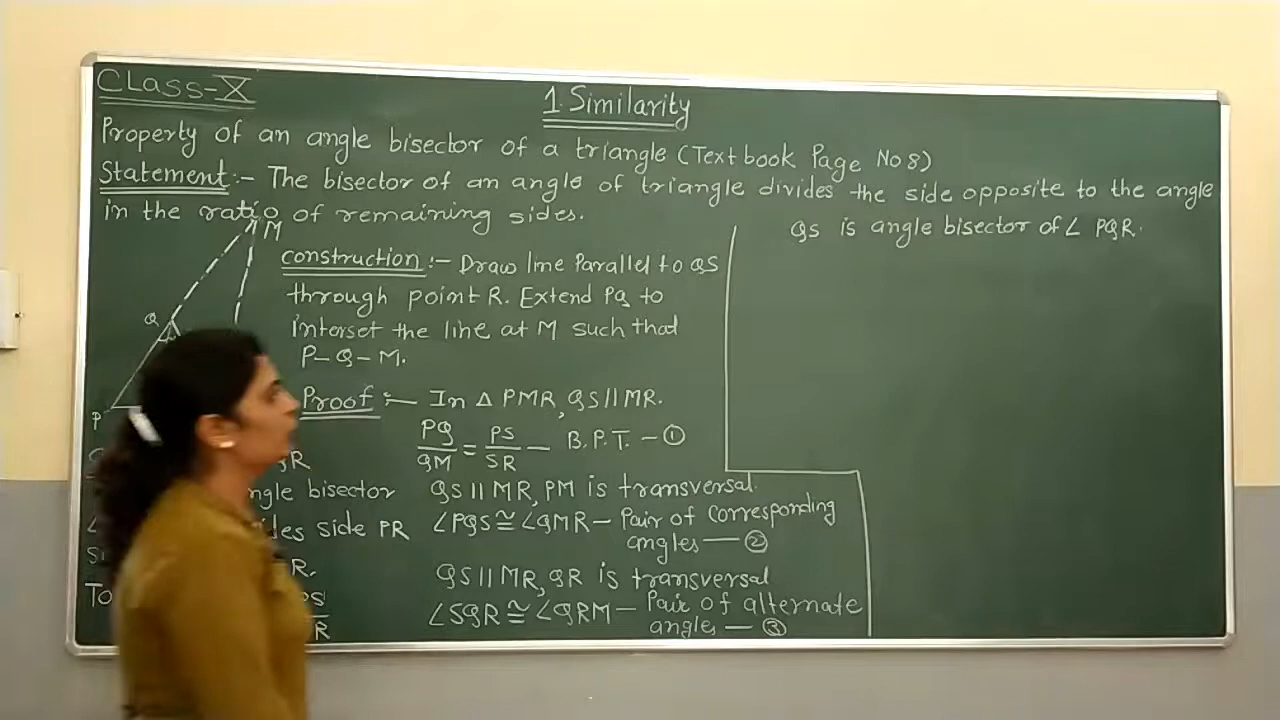 CLass-X
1. Similarity
Property of an angle bisector of a triangle (Textbook Page No 8)
Statement:- The bisector of an angle of triangle divides the side opposite to the angle
in the ratio of remaining sides.
M
Q
P
construction:- Draw line Parallel to QS
through point R. Extend PQ to
interset the line at M such that
P-Q-M.
Proof:- In Δ PMR, QS||MR.
PQ/QM = PS/SR - B.P.T. - ①
QS||MR, PM is transversal.
∠PQS ≅ ∠QMR - Pair of corresponding
angles - ②
QS||MR, QR is transversal
∠SQR ≅ ∠QRM - Pair of alternate
angles - ③
QR
ngle bisector
∠ des side PR
R.
To
QS is angle bisector of ∠ PQR.